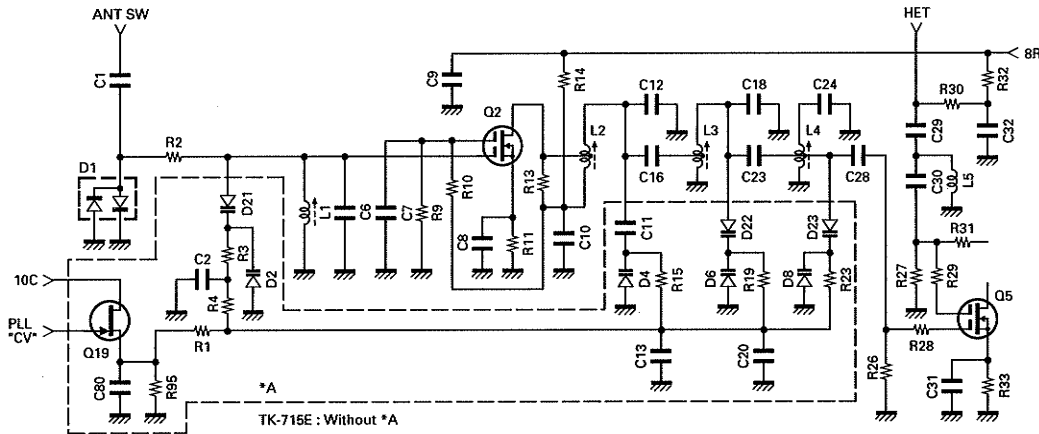 ANT SW
HET
8R
C1
C9
R14
C12
C18
C24
R30
R32
Q2
L2
L3
L4
C29
C32
R2
D1
C16
C23
C28
C30
L5
D21
L1
C6
C7
R9
R10
R13
C8
R11
C10
C11
D22
D23
R31
R3
C2
D2
D4
R15
D6
R19
D8
R23
R27
R29
10C
R4
Q5
PLL
"CV"
Q19
R1
R28
C13
C20
R26
C80
R95
C31
R33
*A
TK-715E : Without *A